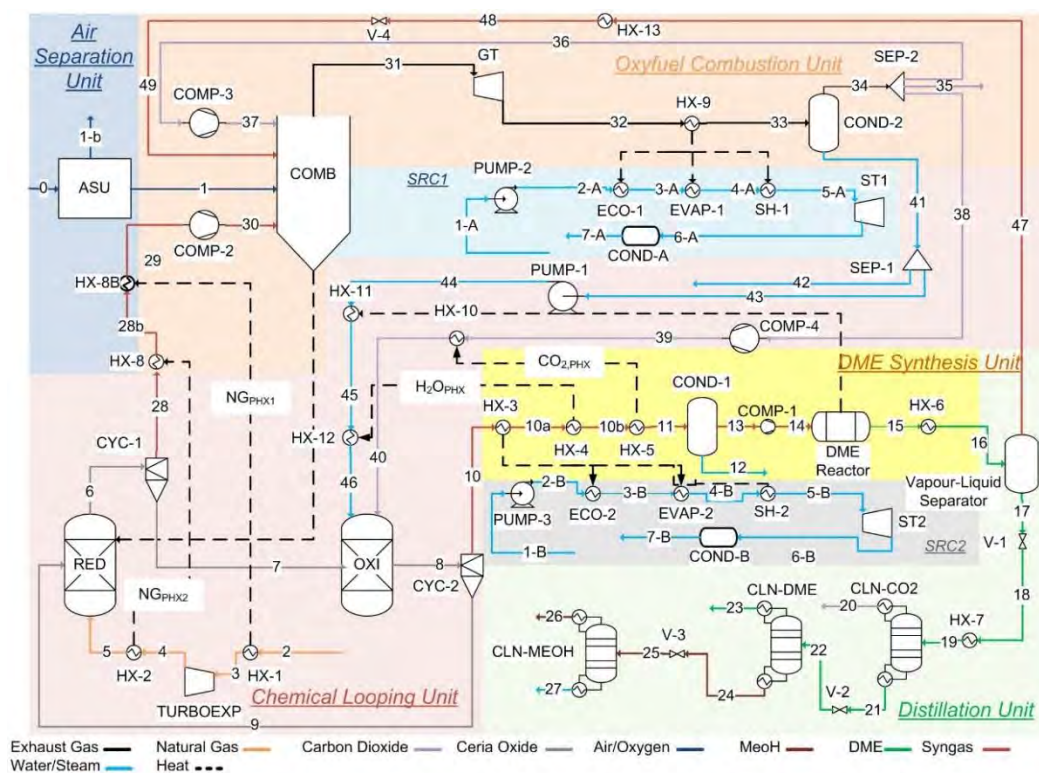 Air
Separation
Unit
49
48
V-4
HX-13
36
31
GT
Oxyfuel Combustion Unit
SEP-2
COMP-3
37
34
35
1-b
32
HX-9
33
COND-2
0
ASU
1
COMB
SRC1
PUMP-2
2-A
3-A
4-A
5-A
ST1
41
38
47
30
COMP-2
ECO-1
EVAP-1
SH-1
1-A
7-A
6-A
COND-A
29
HX-8B
SEP-1
44
PUMP-1
42
43
HX-11
HX-10
28b
39
COMP-4
HX-8
CO2,PHX
DME Synthesis Unit
NGPHX1
H2OPHX
COND-1
28
45
HX-3
COMP-1
HX-6
10a
10b
11
13
14
15
16
CYC-1
HX-12
HX-4
HX-5
DME
Reactor
40
10
12
Vapour-Liquid
Separator
6
46
2-B
3-B
4-B
5-B
17
PUMP-3
ECO-2
EVAP-2
SH-2
ST2
V-1
1-B
7-B
COND-B
6-B
SRC2
RED
7
OXI
8
CYC-2
18
NGPHX2
CLN-DME
CLN-CO2
26
23
20
HX-7
5
4
2
CLN-MEOH
V-3
22
19
HX-2
3
HX-1
25
27
24
V-2
21
TURBOEXP
Chemical Looping Unit
9
Distillation Unit
Exhaust Gas
Natural Gas
Carbon Dioxide
Ceria Oxide
Air/Oxygen
MeoH
DME
Syngas
Water/Steam
Heat